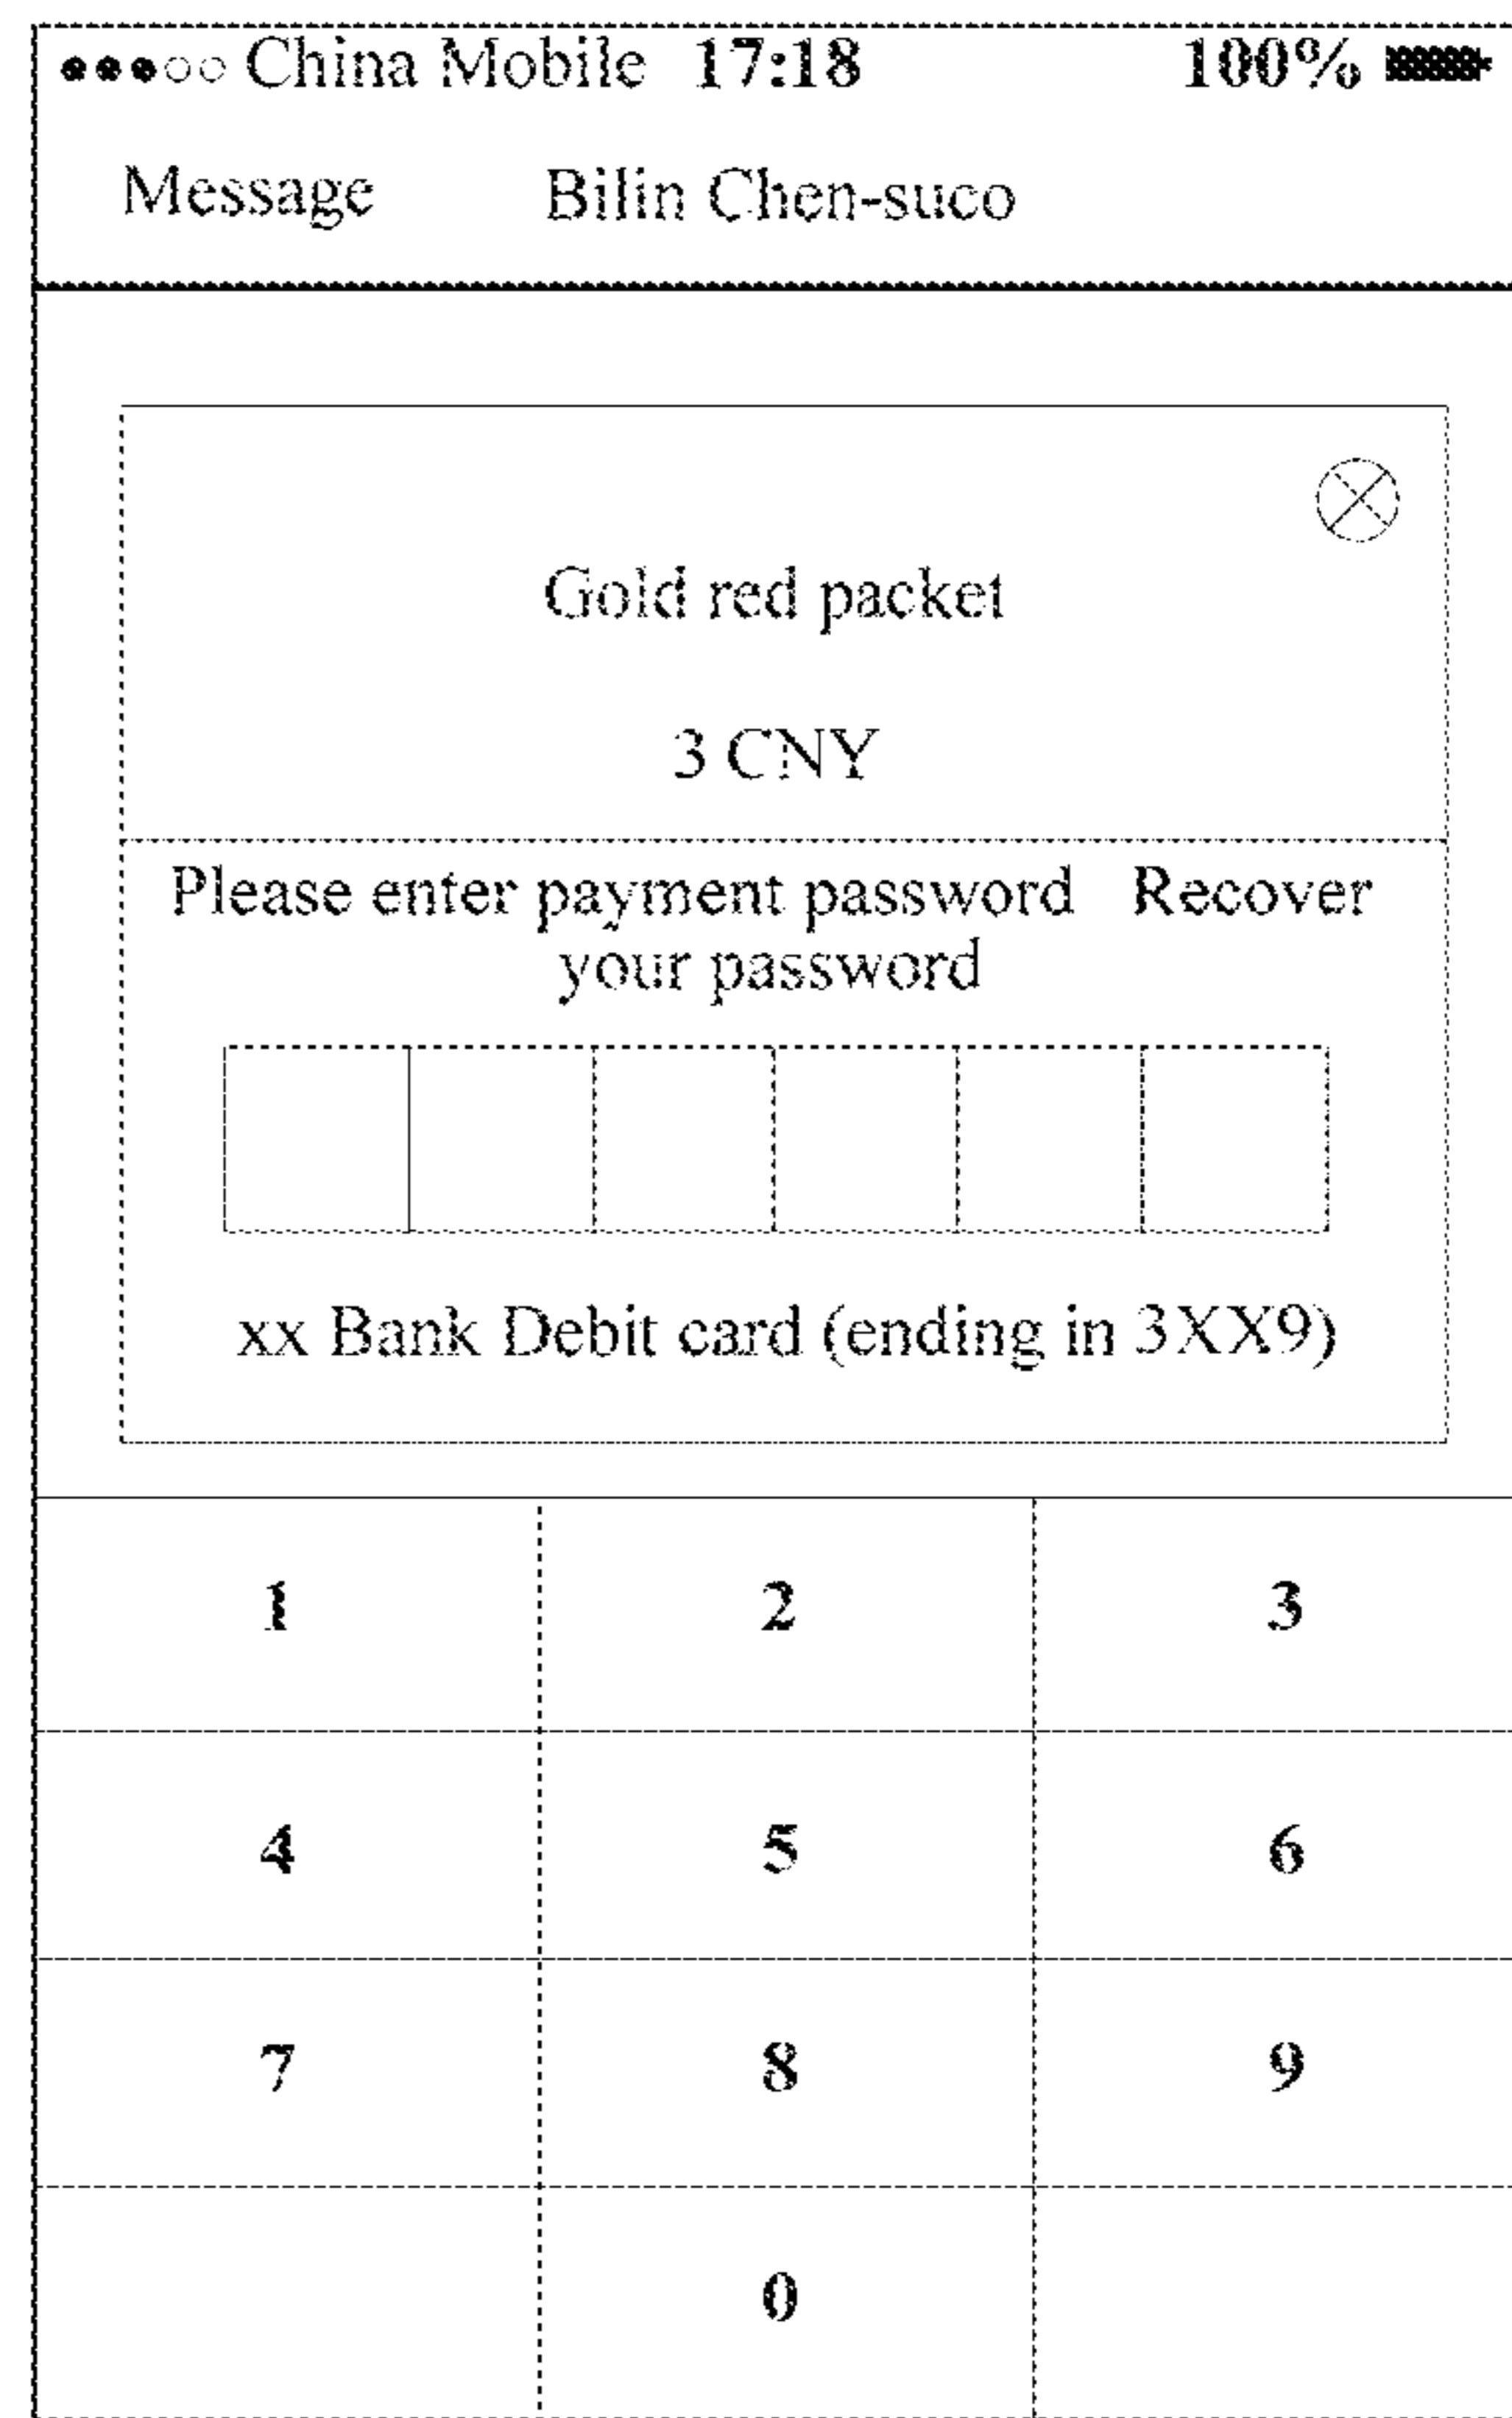 China Mobile 17:18 100%
Message Bilin Chen-suco
Gold red packet
3 CNY
Please enter payment password Recover
your password
xx Bank Debit card (ending in 3XX9)
1 2 3
4 5 6
7 8 9
0